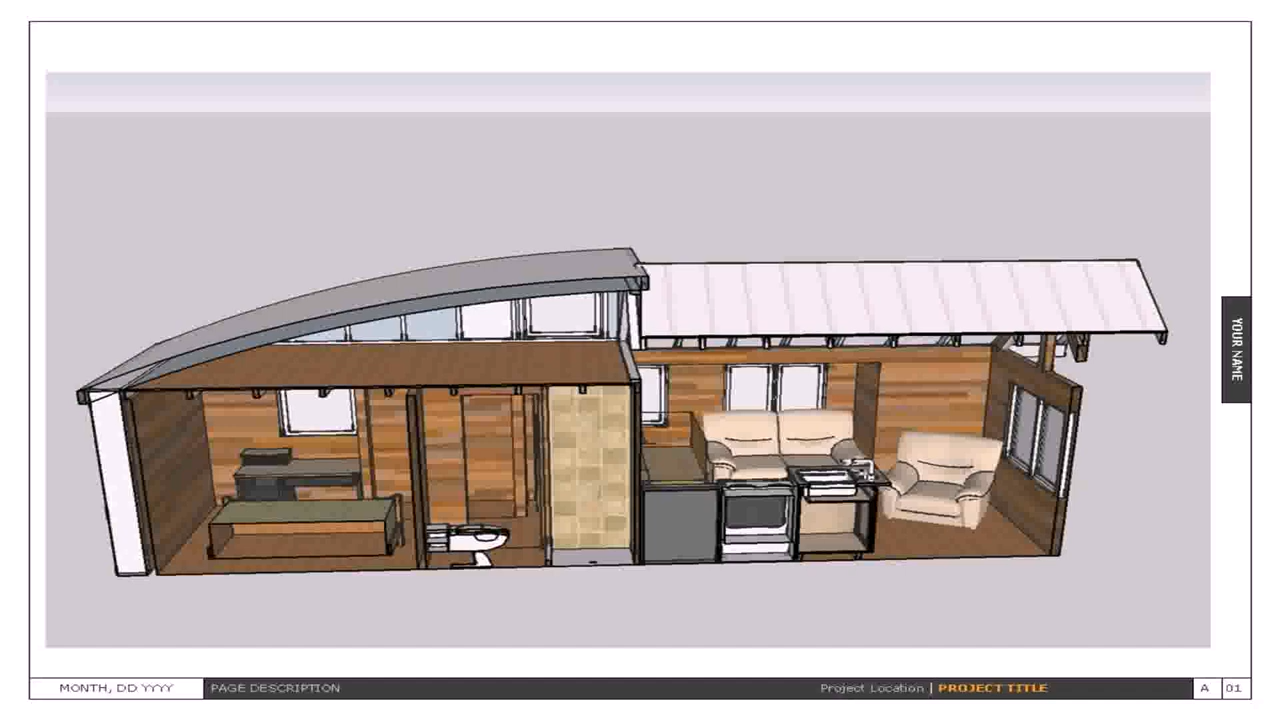 YOUR NAME
MONTH, DD YYYY
PAGE DESCRIPTION
Project Location | PROJECT TITLE
A 01